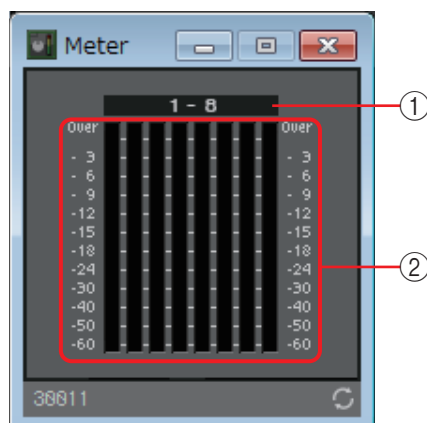 Meter
1 - 8 ①
Over Over
- 3 - 3
- 6 - 6
- 9 - 9
-12 -12
-15 -15
-18 -18
-24 -24 ②
-30 -30
-40 -40
-50 -50
-60 -60
30011